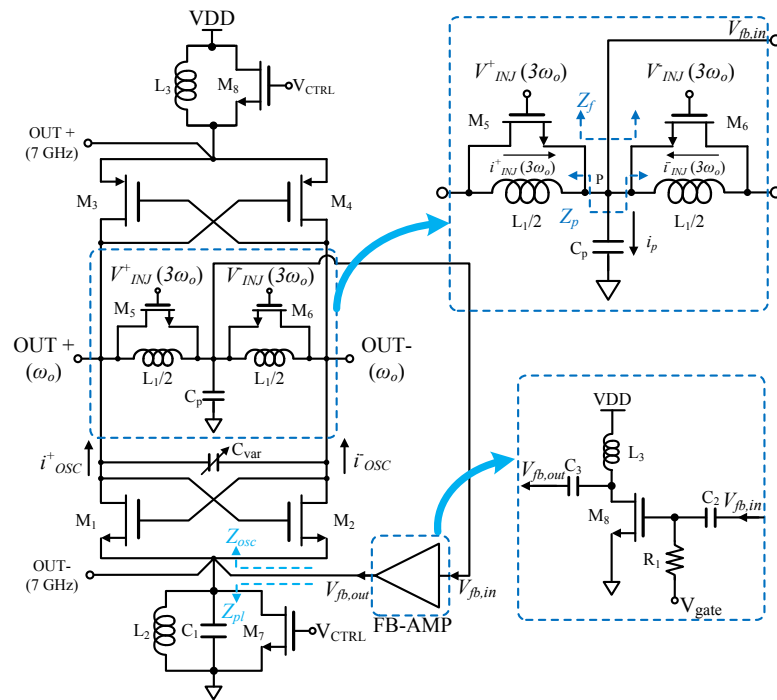 VDD
L3
M8
VCTRL
OUT +
(7 GHz)
M3
M4
V+INJ (3ωo)
V-INJ (3ωo)
M5
M6
OUT +
(ωo)
L1/2
L1/2
OUT-
(ωo)
Cp
i+OSC
i-OSC
Cvar
M1
M2
OUT-
(7 GHz)
Zosc
Zpl
Vfb,out
Vfb,in
FB-AMP
L2
C1
M7
VCTRL
Vfb,in
V+INJ (3ωo)
V-INJ (3ωo)
Zf
M5
M6
i+INJ (3ωo)
P
i-INJ (3ωo)
L1/2
Zp
L1/2
Cp
ip
VDD
L3
Vfb,out
C3
C2
Vfb,in
M8
R1
Vgate